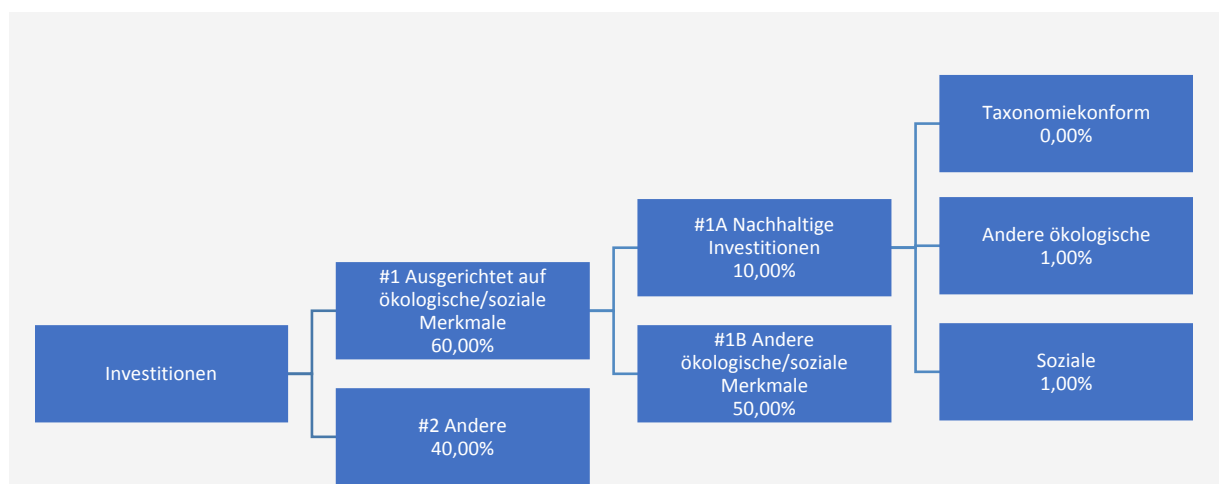 Investitionen
#1 Ausgerichtet auf
ökologische/soziale
Merkmale
60,00%
#2 Andere
40,00%
#1A Nachhaltige
Investitionen
10,00%
#1B Andere
ökologische/soziale
Merkmale
50,00%
Taxonomiekonform
0,00%
Andere ökologische
1,00%
Soziale
1,00%